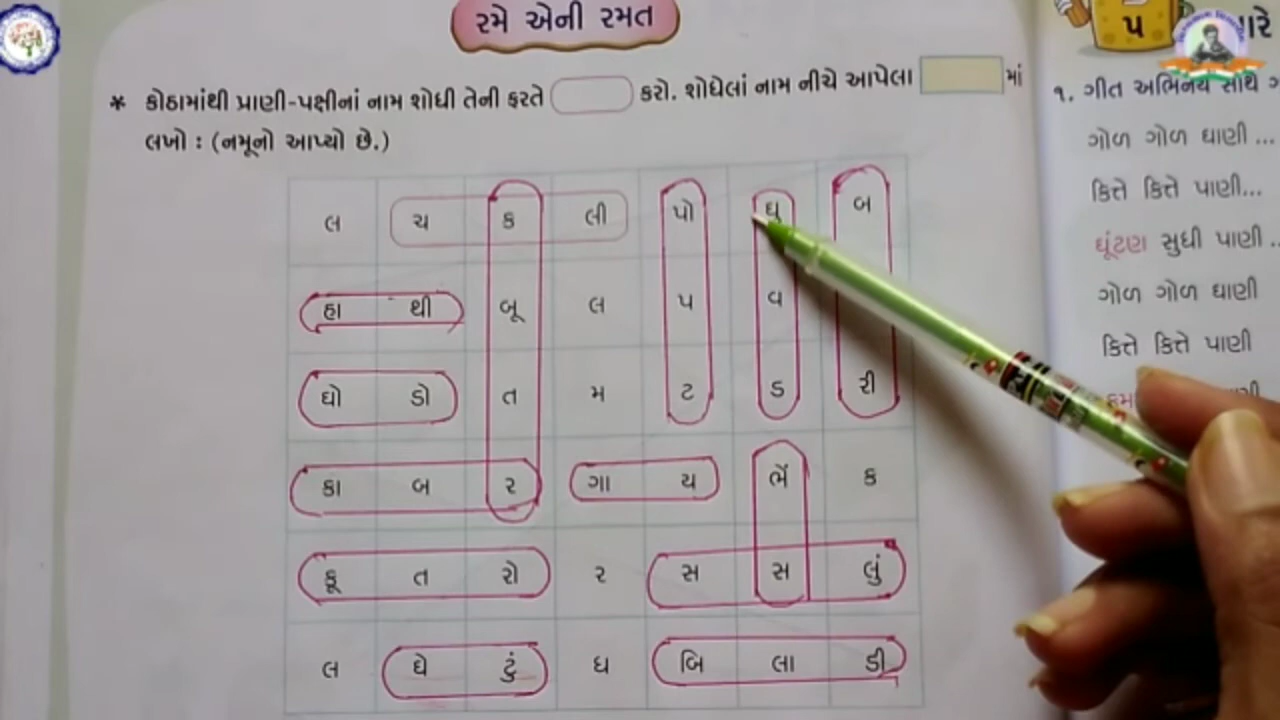 રમે એની રમત
* કોઠામાંથી પ્રાણી-પક્ષીનાં નામ શોધી તેની ફરતે કરો. શોધેલાં નામ નીચે આપેલા માં
લખો : (નમૂનો આપ્યો છે.)
લ ચ ક લી પો ઘુ બ
હા થી બૂ લ પ વ
ઘો ડો ત મ ટ ડ રી
કા બ ર ગા ય ભેં ક
કૂ ત રો ર સ સ લું
લ ઘે ટું ધ બિ લા ડી
૫
૧. ગીત અભિનય સાથે
ગોળ ગોળ ઘાણી ...
કિત્તે કિત્તે પાણી...
ઘૂંટણ સુધી પાણી ..
ગોળ ગોળ ઘાણી
કિત્તે કિત્તે પાણી